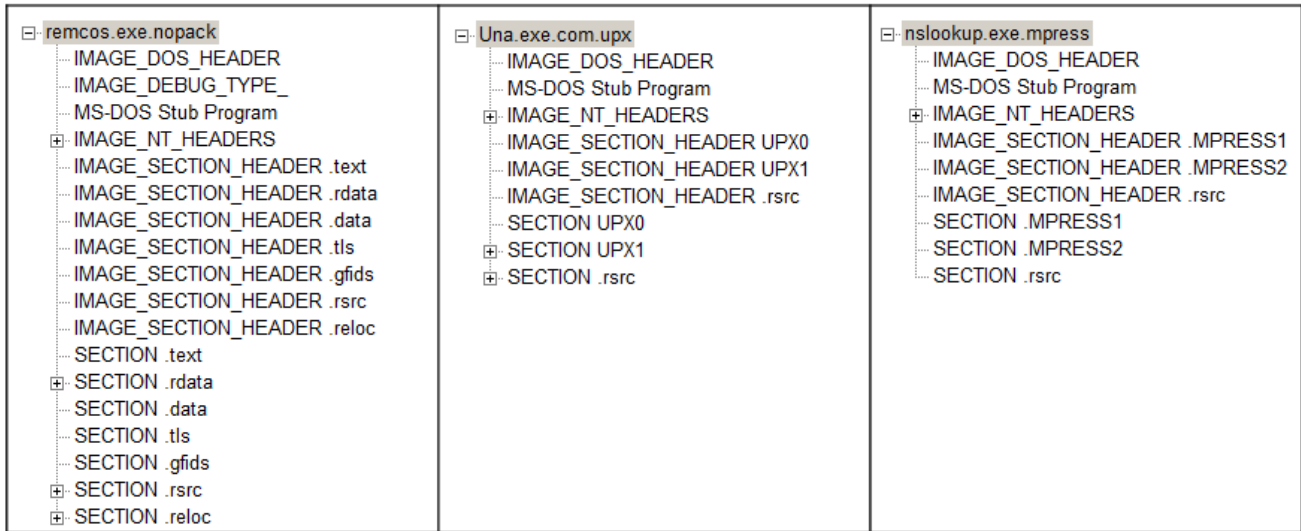 remcos.exe.nopack
IMAGE_DOS_HEADER
IMAGE_DEBUG_TYPE_
MS-DOS Stub Program
IMAGE_NT_HEADERS
IMAGE_SECTION_HEADER .text
IMAGE_SECTION_HEADER .rdata
IMAGE_SECTION_HEADER .data
IMAGE_SECTION_HEADER .tls
IMAGE_SECTION_HEADER .gfids
IMAGE_SECTION_HEADER .rsrc
IMAGE_SECTION_HEADER .reloc
SECTION .text
SECTION .rdata
SECTION .data
SECTION .tls
SECTION .gfids
SECTION .rsrc
SECTION .reloc
Una.exe.com.upx
IMAGE_DOS_HEADER
MS-DOS Stub Program
IMAGE_NT_HEADERS
IMAGE_SECTION_HEADER UPX0
IMAGE_SECTION_HEADER UPX1
IMAGE_SECTION_HEADER .rsrc
SECTION UPX0
SECTION UPX1
SECTION .rsrc
nslookup.exe.mpress
IMAGE_DOS_HEADER
MS-DOS Stub Program
IMAGE_NT_HEADERS
IMAGE_SECTION_HEADER .MPRESS1
IMAGE_SECTION_HEADER .MPRESS2
IMAGE_SECTION_HEADER .rsrc
SECTION .MPRESS1
SECTION .MPRESS2
SECTION .rsrc